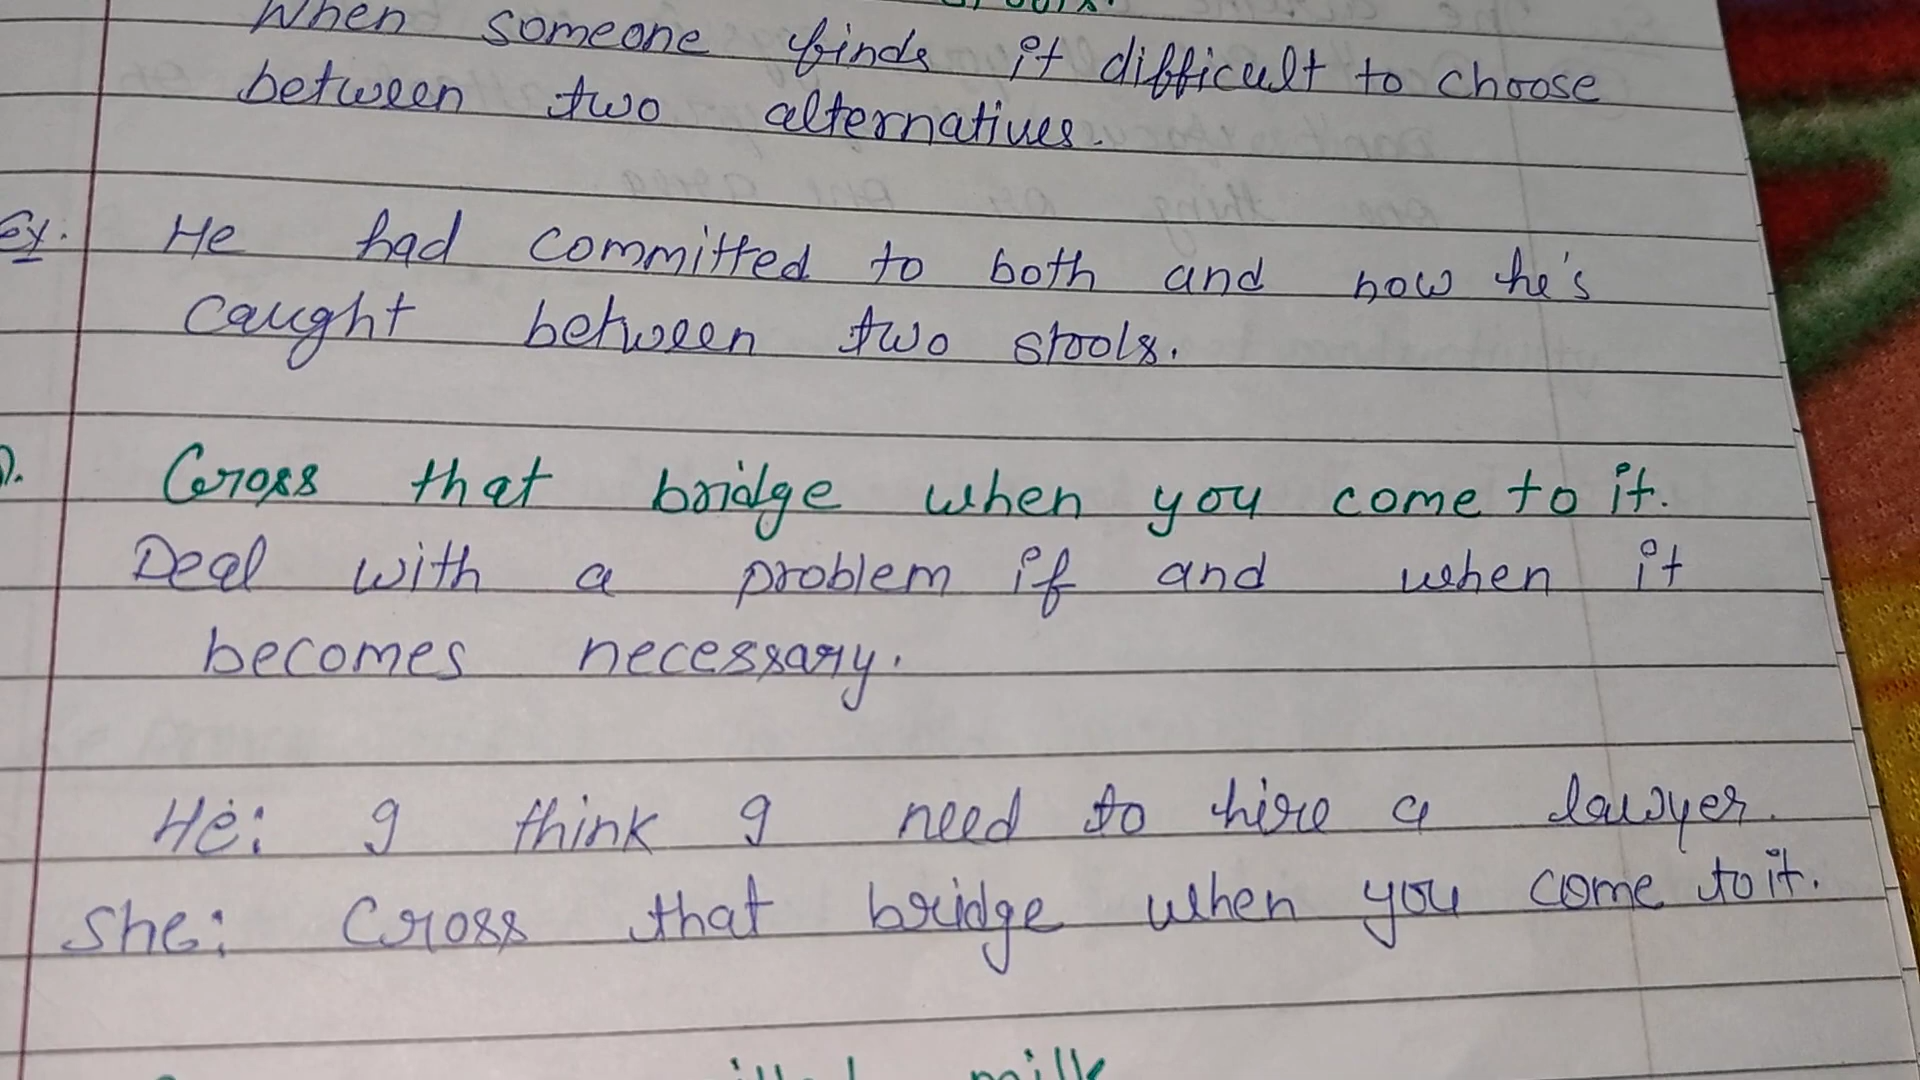 When someone finds it difficult to choose
between two alternatives.
Ex. He had committed to both and now he's
caught between two stools.
Cross that bridge when you come to it.
Deal with a problem if and when it
becomes necessary.
He: I think I need to hire a lawyer.
She: Cross that bridge when you come to it.
milk